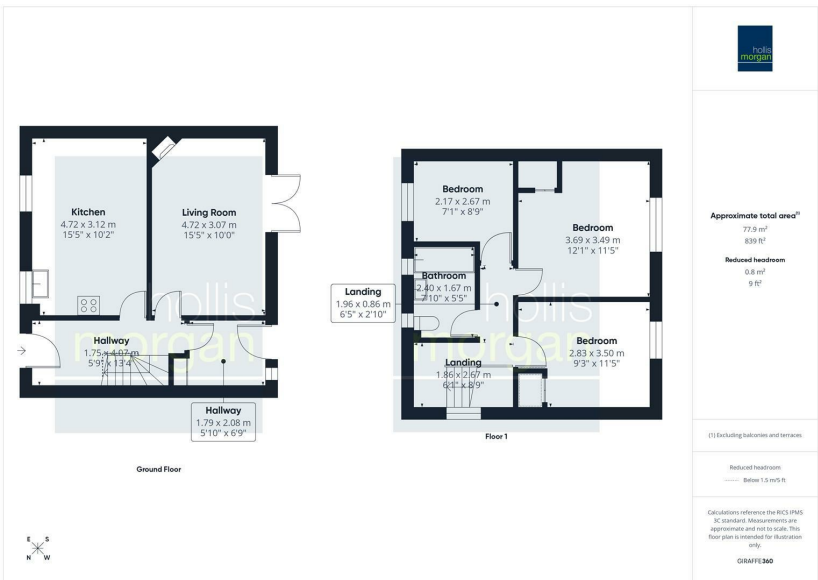 hollis
morgan
Kitchen
4.72 x 3.12 m
15'5" x 10'2"
Living Room
4.72 x 3.07 m
15'5" x 10'0"
Hallway
1.75 x 4.07 m
5'9" x 13'4"
Hallway
1.79 x 2.08 m
5'10" x 6'9"
hollis
morgan
Ground Floor
Bedroom
2.17 x 2.67 m
7'1" x 8'9"
Bedroom
3.69 x 3.49 m
12'1" x 11'5"
Bathroom
2.40 x 1.67 m
7'10" x 5'5"
Landing
1.96 x 0.86 m
6'5" x 2'10"
Landing
1.86 x 2.67 m
6'1" x 8'9"
Bedroom
2.83 x 3.50 m
9'3" x 11'5"
hollis
morgan
Floor 1
Approximate total area(1)
77.9 m²
839 ft²
Reduced headroom
0.8 m²
9 ft²
(1) Excluding balconies and terraces
Reduced headroom
Below 1.5 m/5 ft
Calculations reference the RICS IPMS
3C standard. Measurements are
approximate and not to scale. This
floor plan is intended for illustration
only.
GIRAFFE360
E S
N W